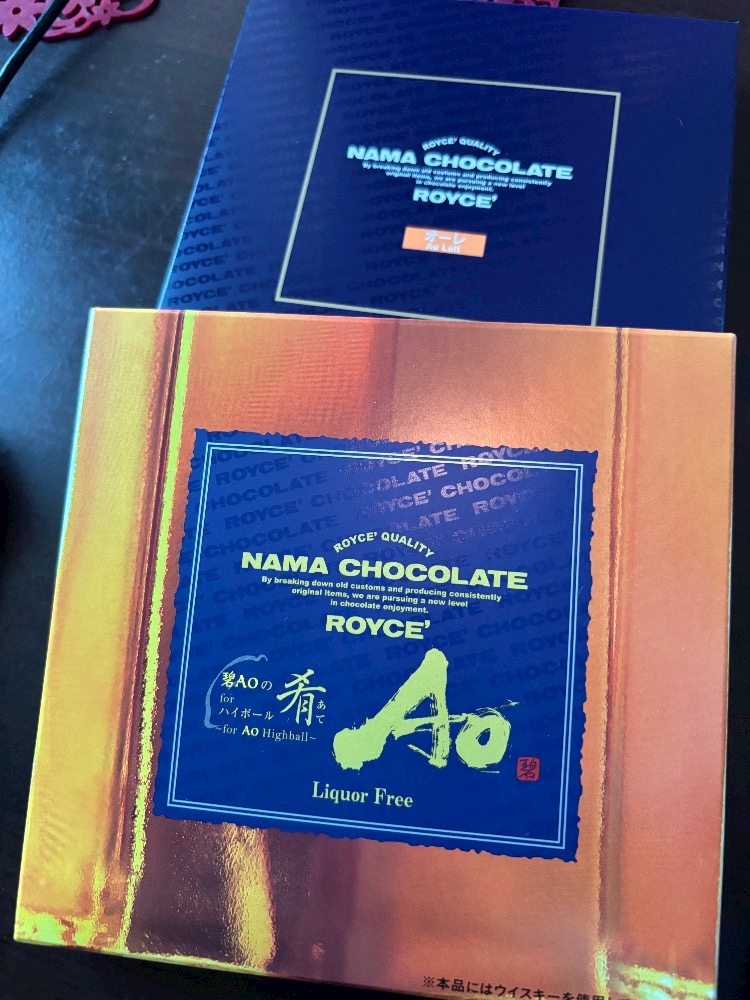 ROYCE' QUALITY
NAMA CHOCOLATE
By breaking down old customs and producing consistently
original items, we are pursuing a new level
in chocolate enjoyment.
ROYCE'
オーレ
Au Lait
ROYCE' CHOCOLATE
ROYCE' QUALITY
NAMA CHOCOLATE
By breaking down old customs and producing consistently
original items, we are pursuing a new level
in chocolate enjoyment.
ROYCE'
碧Aoの
for
ハイボール
~for Ao Highball~
肴
あて
Ao
碧
Liquor Free
※本品にはウイスキーを使用